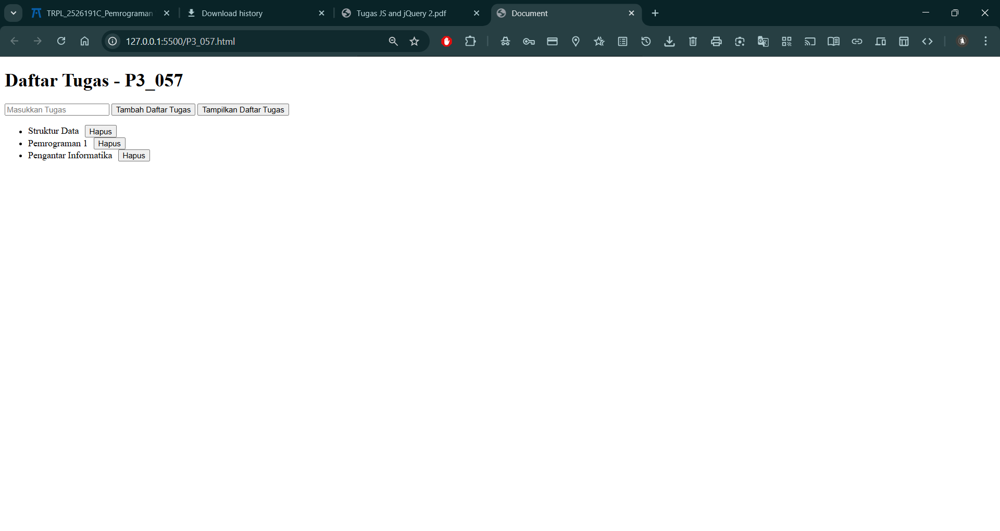 TRPL_2526191C_Pemrograman
Download history
Tugas JS and jQuery 2.pdf
Document
127.0.0.1:5500/P3_057.html
Daftar Tugas - P3_057
Masukkan Tugas
Tambah Daftar Tugas
Tampilkan Daftar Tugas
Struktur Data Hapus
Pemrograman 1 Hapus
Pengantar Informatika Hapus